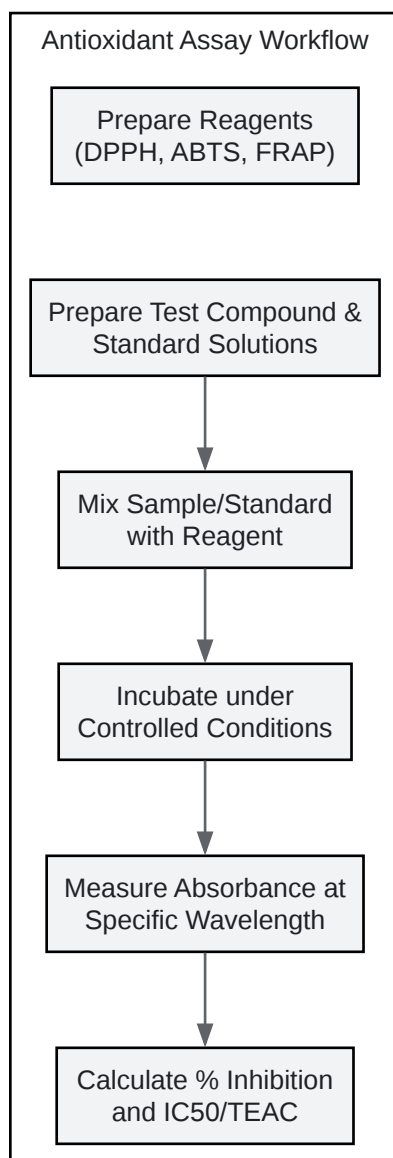 Antioxidant Assay Workflow
Prepare Reagents
(DPPH, ABTS, FRAP)
Prepare Test Compound &
Standard Solutions
Mix Sample/Standard
with Reagent
Incubate under
Controlled Conditions
Measure Absorbance at
Specific Wavelength
Calculate % Inhibition
and IC50/TEAC